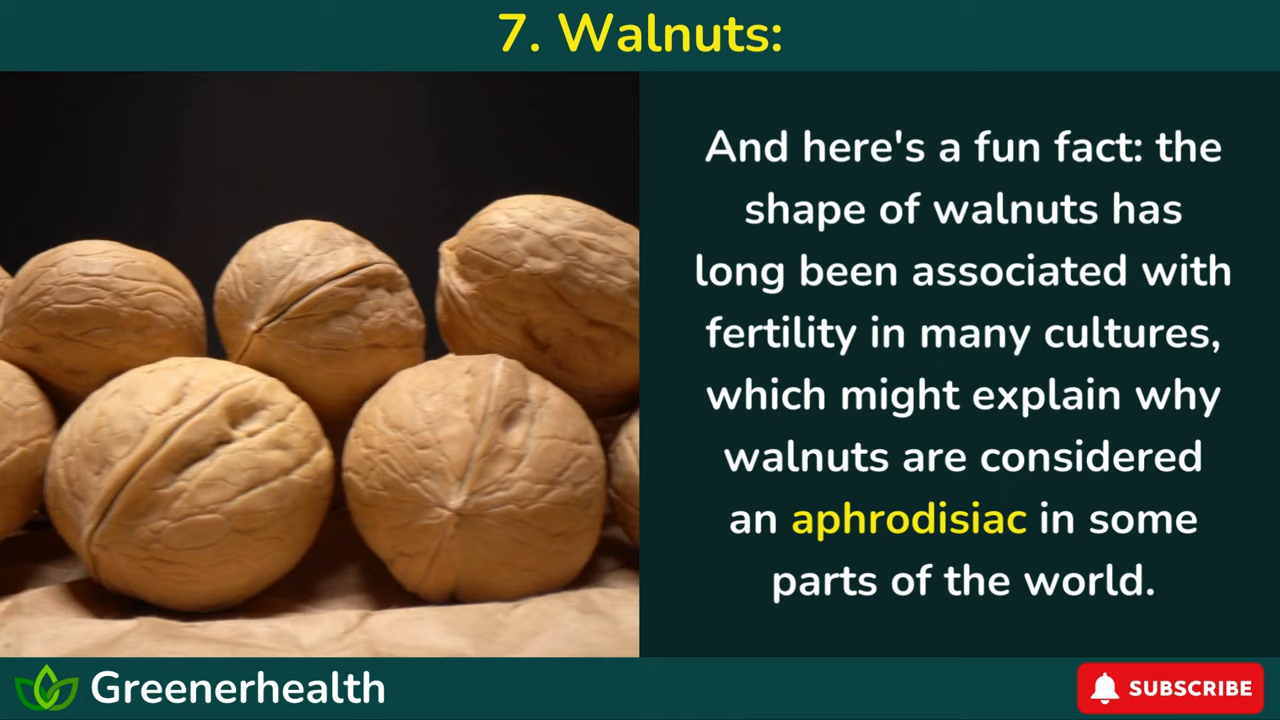 7. Walnuts:
And here's a fun fact: the
shape of walnuts has
long been associated with
fertility in many cultures,
which might explain why
walnuts are considered
an aphrodisiac in some
parts of the world.
Greenerhealth
SUBSCRIBE